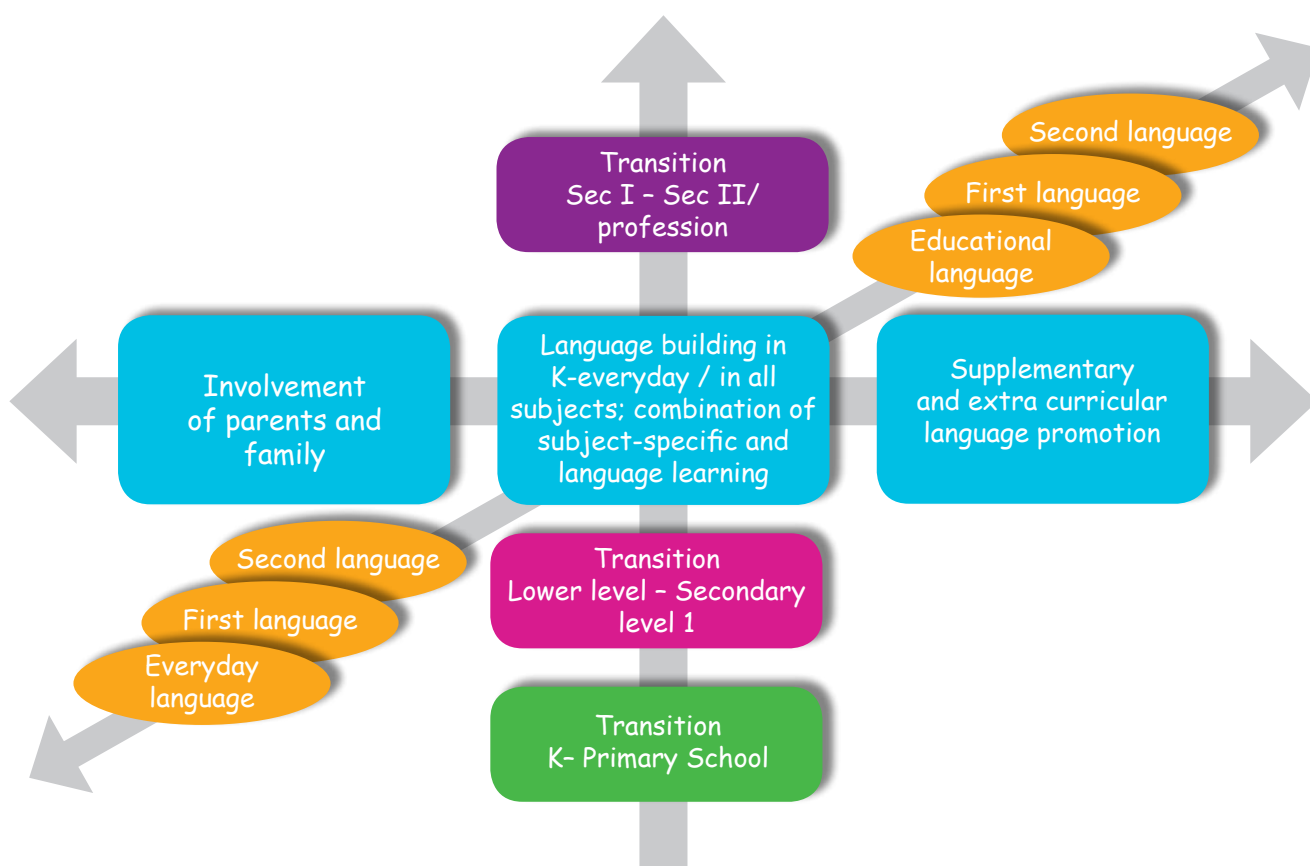 Second language
First language
Educational
language
Transition
Sec I – Sec II/
profession
Involvement
of parents and
family
Language building in
K-everyday / in all
subjects; combination of
subject-specific and
language learning
Supplementary
and extra curricular
language promotion
Second language
First language
Everyday
language
Transition
Lower level – Secondary
level 1
Transition
K– Primary School